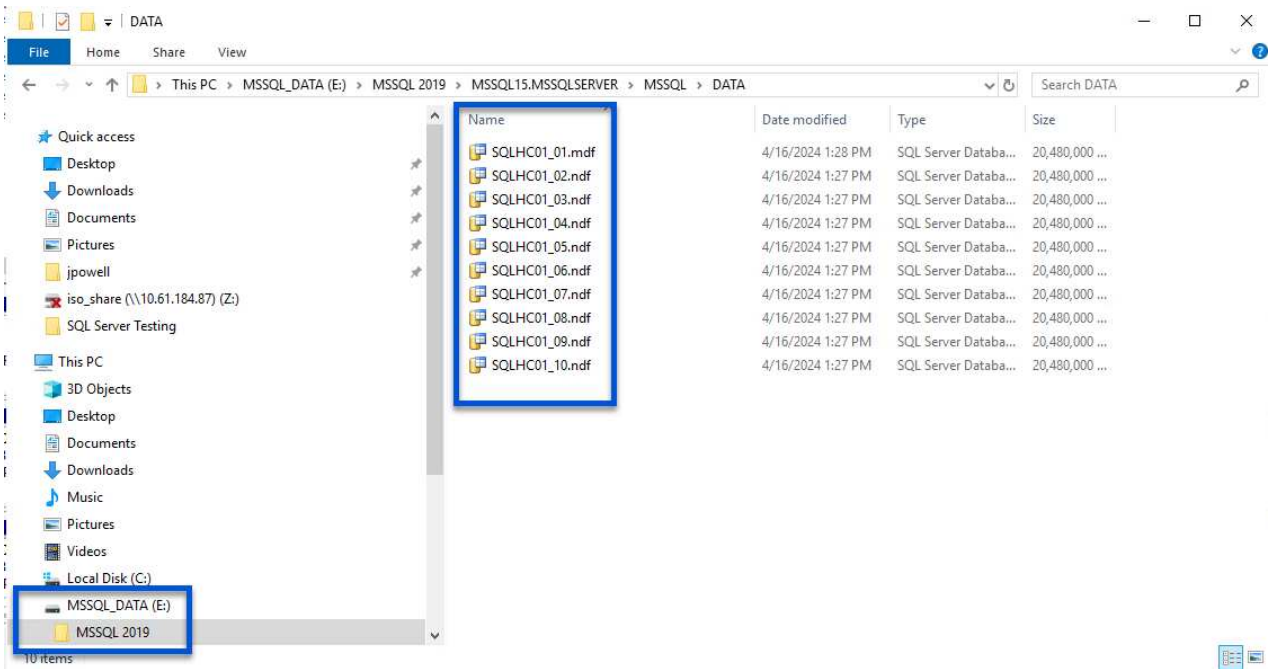 DATA
File Home Share View
This PC > MSSQL_DATA (E:) > MSSQL 2019 > MSSQL15.MSSQLSERVER > MSSQL > DATA
Search DATA
Quick access
Desktop
Downloads
Documents
Pictures
jpowell
iso_share (\\10.61.184.87) (Z:)
SQL Server Testing
This PC
3D Objects
Desktop
Documents
Downloads
Music
Pictures
Videos
Local Disk (C:)
MSSQL_DATA (E:)
MSSQL 2019
Name Date modified Type Size
SQLHC01_01.mdf 4/16/2024 1:28 PM SQL Server Databa... 20,480,000 ...
SQLHC01_02.ndf 4/16/2024 1:27 PM SQL Server Databa... 20,480,000 ...
SQLHC01_03.ndf 4/16/2024 1:27 PM SQL Server Databa... 20,480,000 ...
SQLHC01_04.ndf 4/16/2024 1:27 PM SQL Server Databa... 20,480,000 ...
SQLHC01_05.ndf 4/16/2024 1:27 PM SQL Server Databa... 20,480,000 ...
SQLHC01_06.ndf 4/16/2024 1:27 PM SQL Server Databa... 20,480,000 ...
SQLHC01_07.ndf 4/16/2024 1:27 PM SQL Server Databa... 20,480,000 ...
SQLHC01_08.ndf 4/16/2024 1:27 PM SQL Server Databa... 20,480,000 ...
SQLHC01_09.ndf 4/16/2024 1:27 PM SQL Server Databa... 20,480,000 ...
SQLHC01_10.ndf 4/16/2024 1:27 PM SQL Server Databa... 20,480,000 ...
10 items